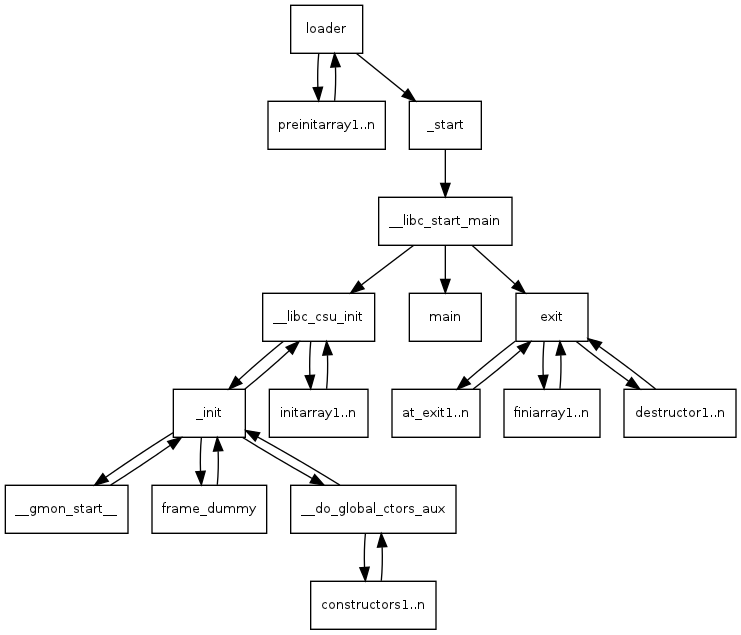 loader
preinitarray1..n
_start
__libc_start_main
__libc_csu_init
main
exit
_init
initarray1..n
at_exit1..n
finiarray1..n
destructor1..n
__gmon_start__
frame_dummy
__do_global_ctors_aux
constructors1..n